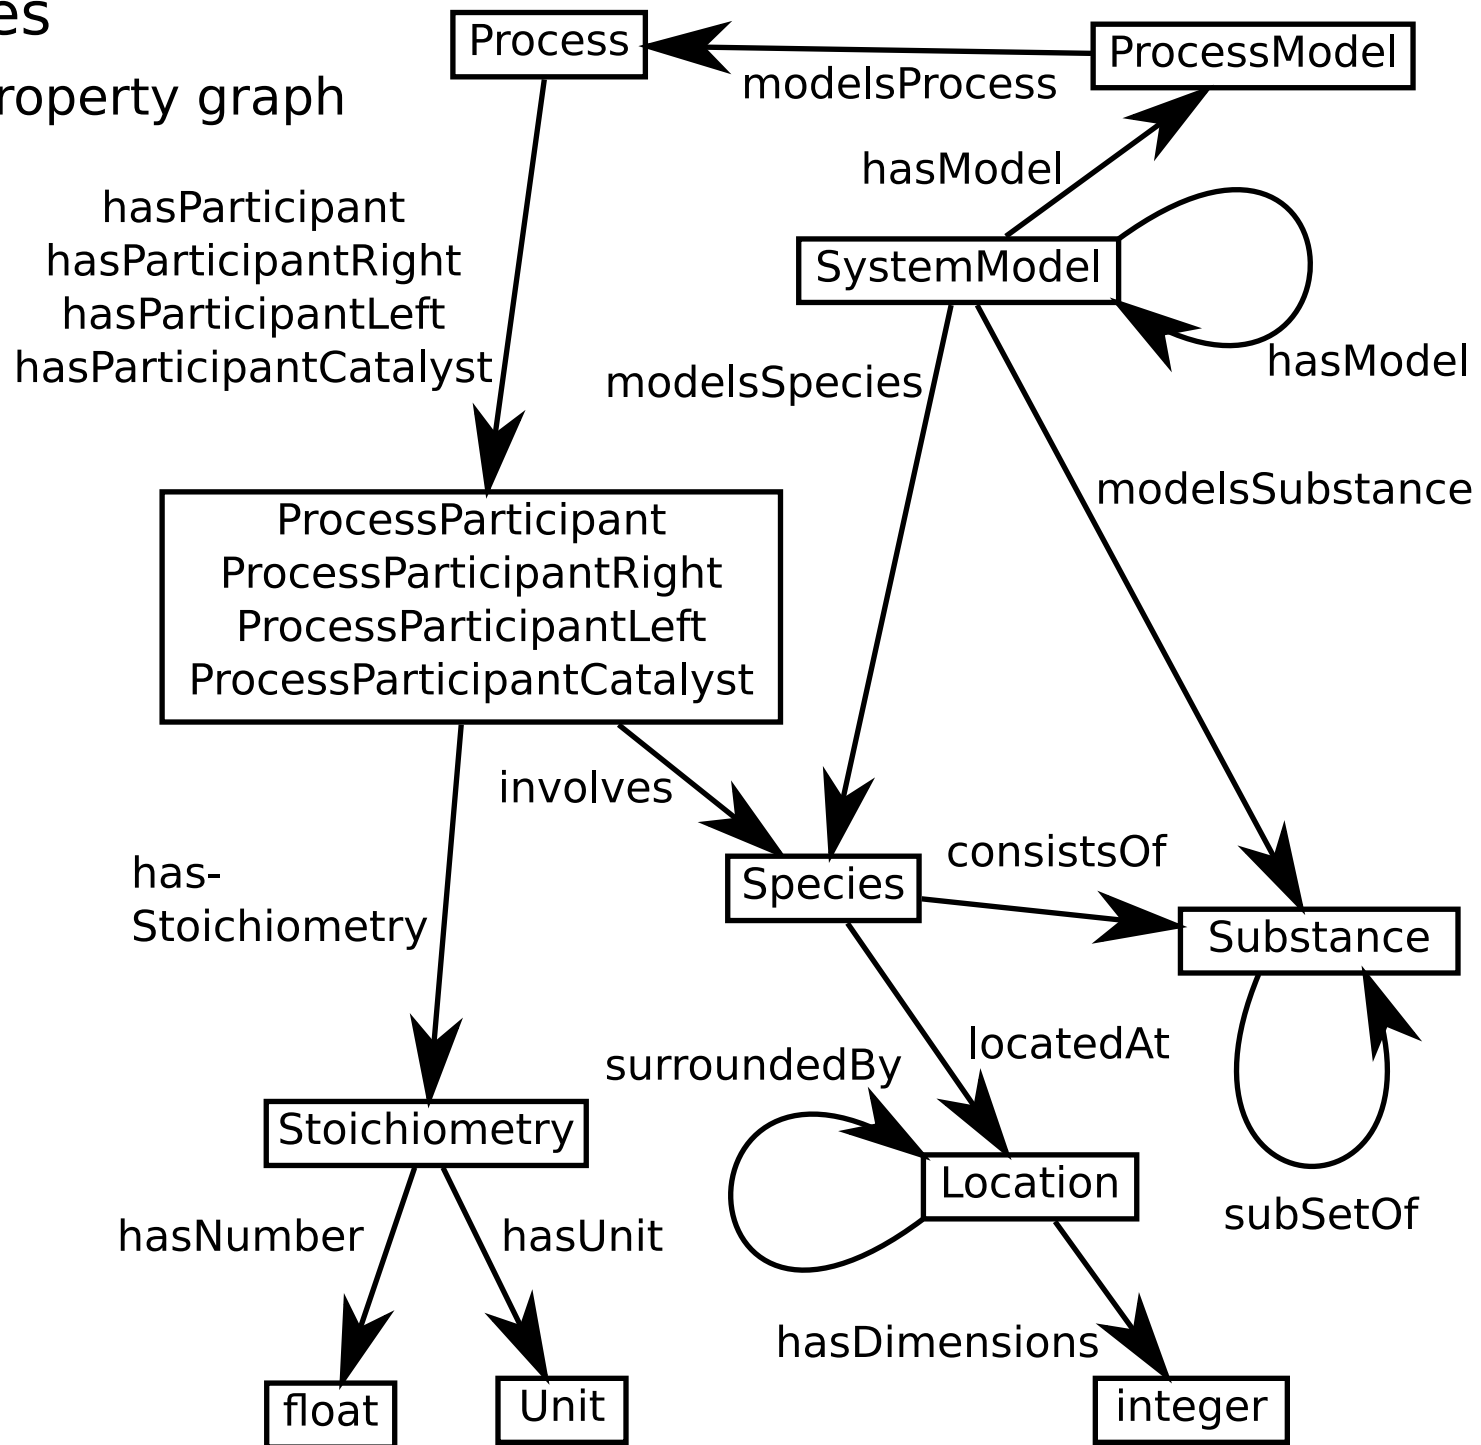 es
roperty graph
Process
ProcessModel
modelsProcess
hasModel
hasParticipant
hasParticipantRight
hasParticipantLeft
hasParticipantCatalyst
SystemModel
hasModel
modelsSpecies
modelsSubstance
ProcessParticipant
ProcessParticipantRight
ProcessParticipantLeft
ProcessParticipantCatalyst
involves
has-
Stoichiometry
Species
consistsOf
Substance
locatedAt
surroundedBy
Stoichiometry
Location
subSetOf
hasNumber
hasUnit
hasDimensions
float
Unit
integer